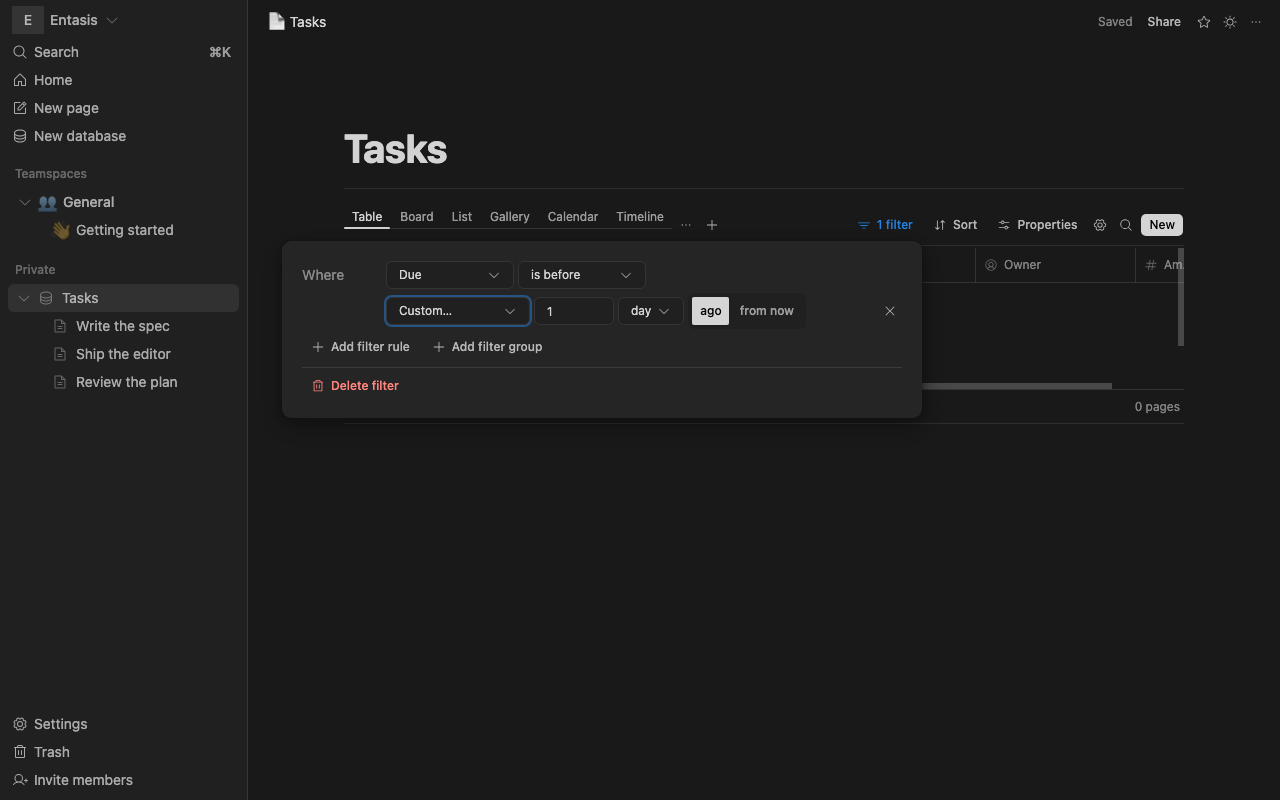 E Entasis
Search ⌘K
Home
New page
New database
Teamspaces
General
Getting started
Private
Tasks
Write the spec
Ship the editor
Review the plan
Settings
Trash
Invite members
Tasks
Saved Share
Tasks
Table Board List Gallery Calendar Timeline
1 filter Sort Properties New
Owner # Am
Where Due is before
Custom... 1 day ago from now
Add filter rule Add filter group
Delete filter
0 pages